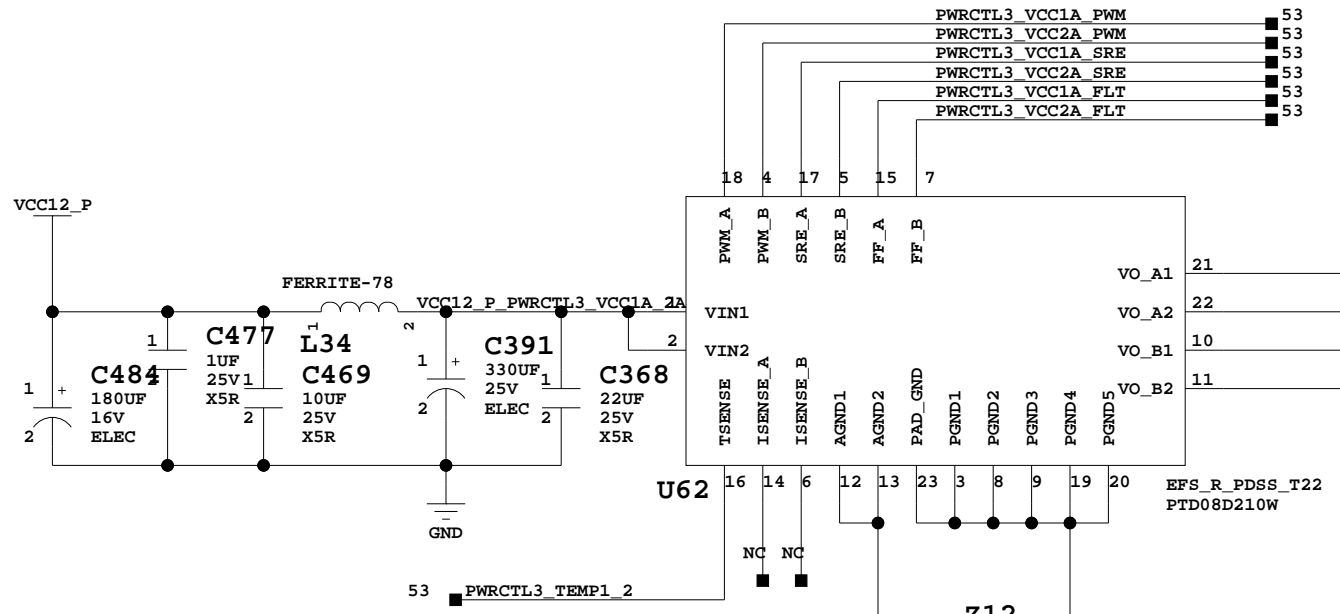 PWRCTL3_VCC1A_PWM 53
PWRCTL3_VCC2A_PWM 53
PWRCTL3_VCC1A_SRE 53
PWRCTL3_VCC2A_SRE 53
PWRCTL3_VCC1A_FLT 53
PWRCTL3_VCC2A_FLT 53
18 4 17 5 15 7
VCC12_P
PWM_A
PWM_B
SRE_A
SRE_B
FF_A
FF_B
VO_A1 21
VO_A2 22
VO_B1 10
VO_B2 11
FERRITE-78
1 2
L34
VCC12_P_PWRCTL3_VCC1A_2A
1 VIN1
2 VIN2
C484
180UF
16V
ELEC
1 +
2
C477
1UF
25V
X5R
1
2
C469
10UF
25V
X5R
1
2
C391
330UF
25V
ELEC
1 +
2
C368
22UF
25V
X5R
1
2
GND
TSENSE
ISENSE_A
ISENSE_B
AGND1
AGND2
PAD_GND
PGND1
PGND2
PGND3
PGND4
PGND5
U62
16 14 6 12 13 23 3 8 9 19 20
EFS_R_PDSS_T22
PTD08D210W
NC NC
53 PWRCTL3_TEMP1_2
Z12